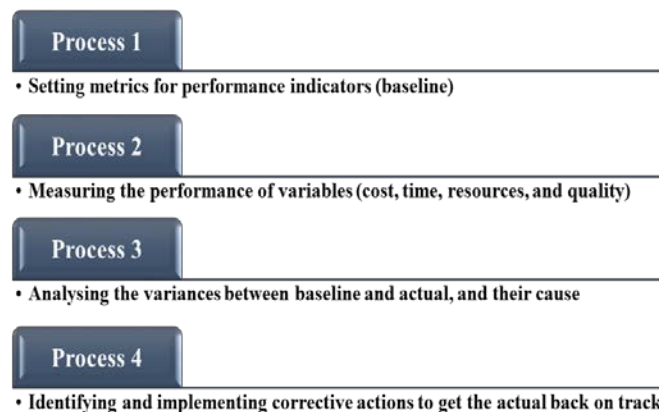 Process 1
• Setting metrics for performance indicators (baseline)
Process 2
• Measuring the performance of variables (cost, time, resources, and quality)
Process 3
• Analysing the variances between baseline and actual, and their cause
Process 4
• Identifying and implementing corrective actions to get the actual back on track